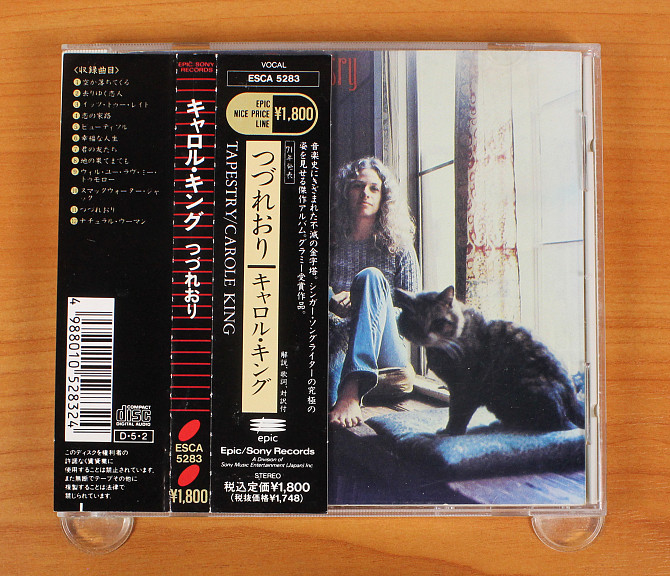 〈収録曲目〉
①空が落ちてくる
②去りゆく恋人
③イッツ・トゥー・レイト
④恋の家路
⑤ビューティフル
⑥幸福な人生
⑦君の友だち
⑧地の果てまでも
⑨ウィル・ユー・ラヴ・ミー・
トゥモロー
⑩スマックウォーター・ジャ
ック
⑪つづれおり
⑫ナチュラル・ウーマン
4 988010 528324
COMPACT
disc
DIGITAL AUDIO
D・5・2
このディスクを権利者の
許諾なく賃貸業に
使用することは禁止されています。
また無断でテープその他に
複製することは法律で
禁じられています。
EPIC/SONY
RECORDS
キャロル・キング つづれおり
ESCA
5283
¥1,800
VOCAL
ESCA 5283
EPIC
NICE PRICE
LINE
¥1,800
音楽史にきざまれた不滅の金字塔。シンガー・ソングライターの究極の
姿を見せる傑作アルバム。グラミー受賞作品。
'71年発表
つづれおり キャロル・キング
解説、歌詞、対訳付
TAPESTRY/CAROLE KING
epic
Epic/Sony Records
A Division of
Sony Music Entertainment (Japan) Inc
STEREO
税込定価¥1,800
(税抜価格¥1,748)
stry